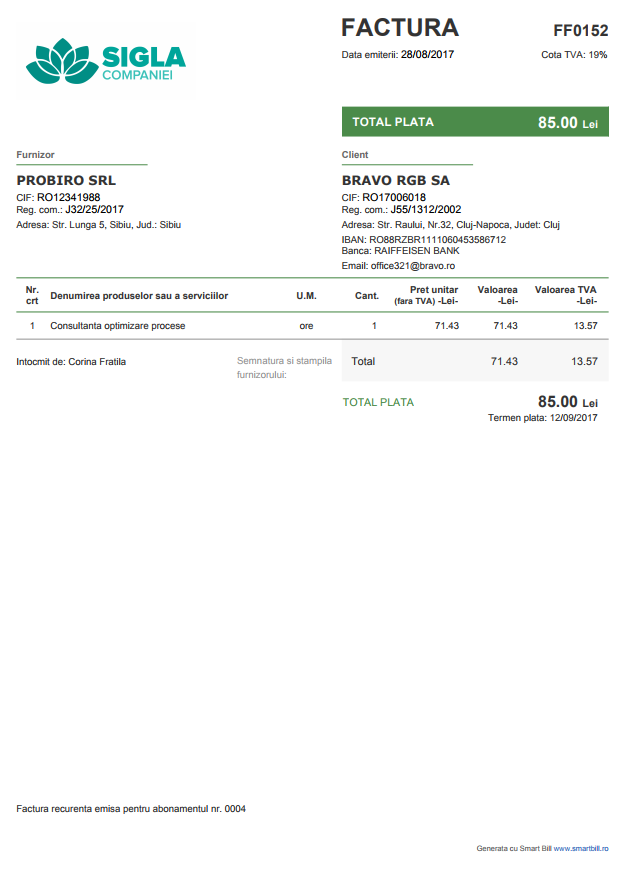 SIGLA
COMPANIEI
FACTURA
FF0152
Data emiterii: 28/08/2017
Cota TVA: 19%
TOTAL PLATA 85.00 Lei
Furnizor
PROBIRO SRL
CIF: RO12341988
Reg. com.: J32/25/2017
Adresa: Str. Lunga 5, Sibiu, Jud.: Sibiu
Client
BRAVO RGB SA
CIF: RO17006018
Reg. com.: J55/1312/2002
Adresa: Str. Raului, Nr.32, Cluj-Napoca, Judet: Cluj
IBAN: RO88RZBR1111060453586712
Banca: RAIFFEISEN BANK
Email: office321@bravo.ro
Nr. Pret unitar Valoarea Valoarea TVA
crt Denumirea produselor sau a serviciilor U.M. Cant. (fara TVA) -Lei- -Lei- -Lei-
1 Consultanta optimizare procese ore 1 71.43 71.43 13.57
Intocmit de: Corina Fratila
Semnatura si stampila
furnizorului:
Total 71.43 13.57
TOTAL PLATA 85.00 Lei
Termen plata: 12/09/2017
Factura recurenta emisa pentru abonamentul nr. 0004
Generata cu Smart Bill www.smartbill.ro